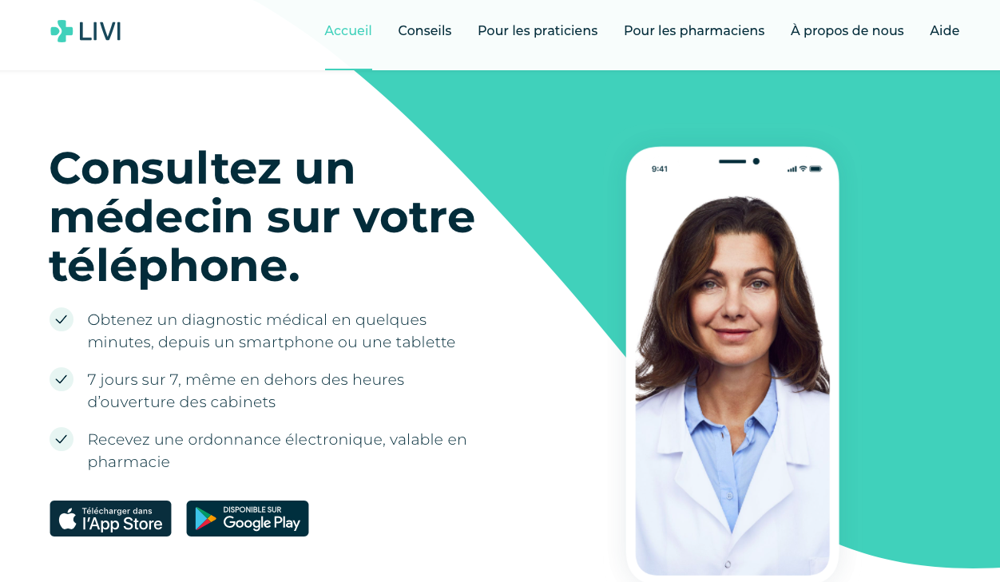 LIVI
Accueil Conseils Pour les praticiens Pour les pharmaciens À propos de nous Aide
Consultez un
médecin sur votre
téléphone.
9:41
Obtenez un diagnostic médical en quelques
minutes, depuis un smartphone ou une tablette
7 jours sur 7, même en dehors des heures
d’ouverture des cabinets
Recevez une ordonnance électronique, valable en
pharmacie
Télécharger dans
l’App Store
DISPONIBLE SUR
Google Play